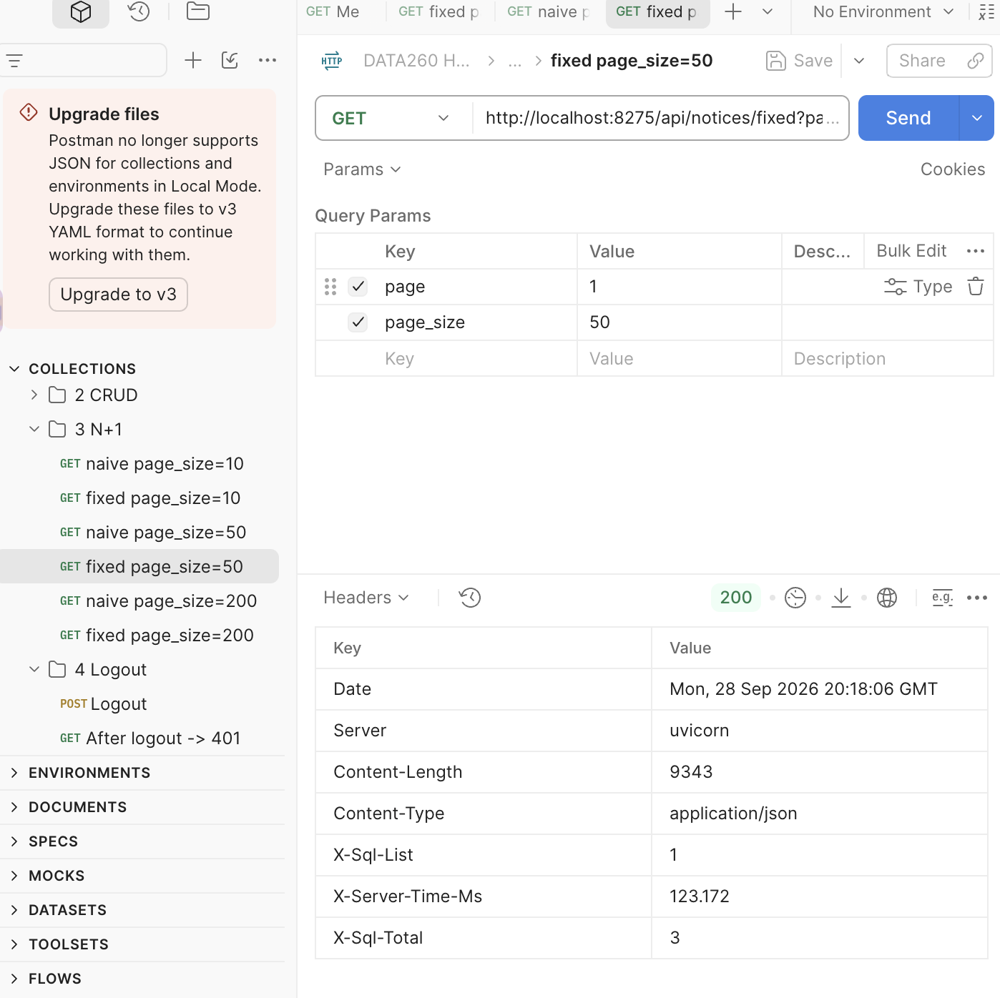 GET Me
GET fixed p
GET naive p
GET fixed p
No Environment
HTTP
DATA260 H...
...
fixed page_size=50
Save
Share
Upgrade files
Postman no longer supports
JSON for collections and
environments in Local Mode.
Upgrade these files to v3
YAML format to continue
working with them.
Upgrade to v3
GET
http://localhost:8275/api/notices/fixed?pa...
Send
Params
Cookies
Query Params
Key
Value
Desc...
Bulk Edit
page
1
Type
page_size
50
Key
Value
Description
COLLECTIONS
2 CRUD
3 N+1
GET naive page_size=10
GET fixed page_size=10
GET naive page_size=50
GET fixed page_size=50
GET naive page_size=200
GET fixed page_size=200
4 Logout
POST Logout
GET After logout -> 401
ENVIRONMENTS
DOCUMENTS
SPECS
MOCKS
DATASETS
TOOLSETS
FLOWS
Headers
200
e.g.
Key
Value
Date
Mon, 28 Sep 2026 20:18:06 GMT
Server
uvicorn
Content-Length
9343
Content-Type
application/json
X-Sql-List
1
X-Server-Time-Ms
123.172
X-Sql-Total
3